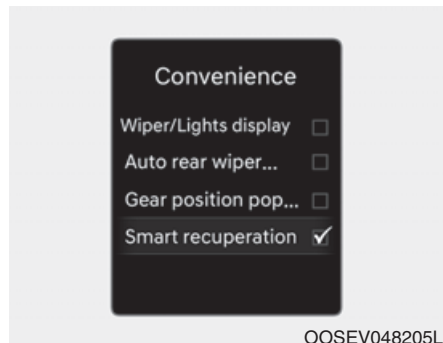 Convenience
Wiper/Lights display
Auto rear wiper...
Gear position pop...
Smart recuperation
OOSEV048205L